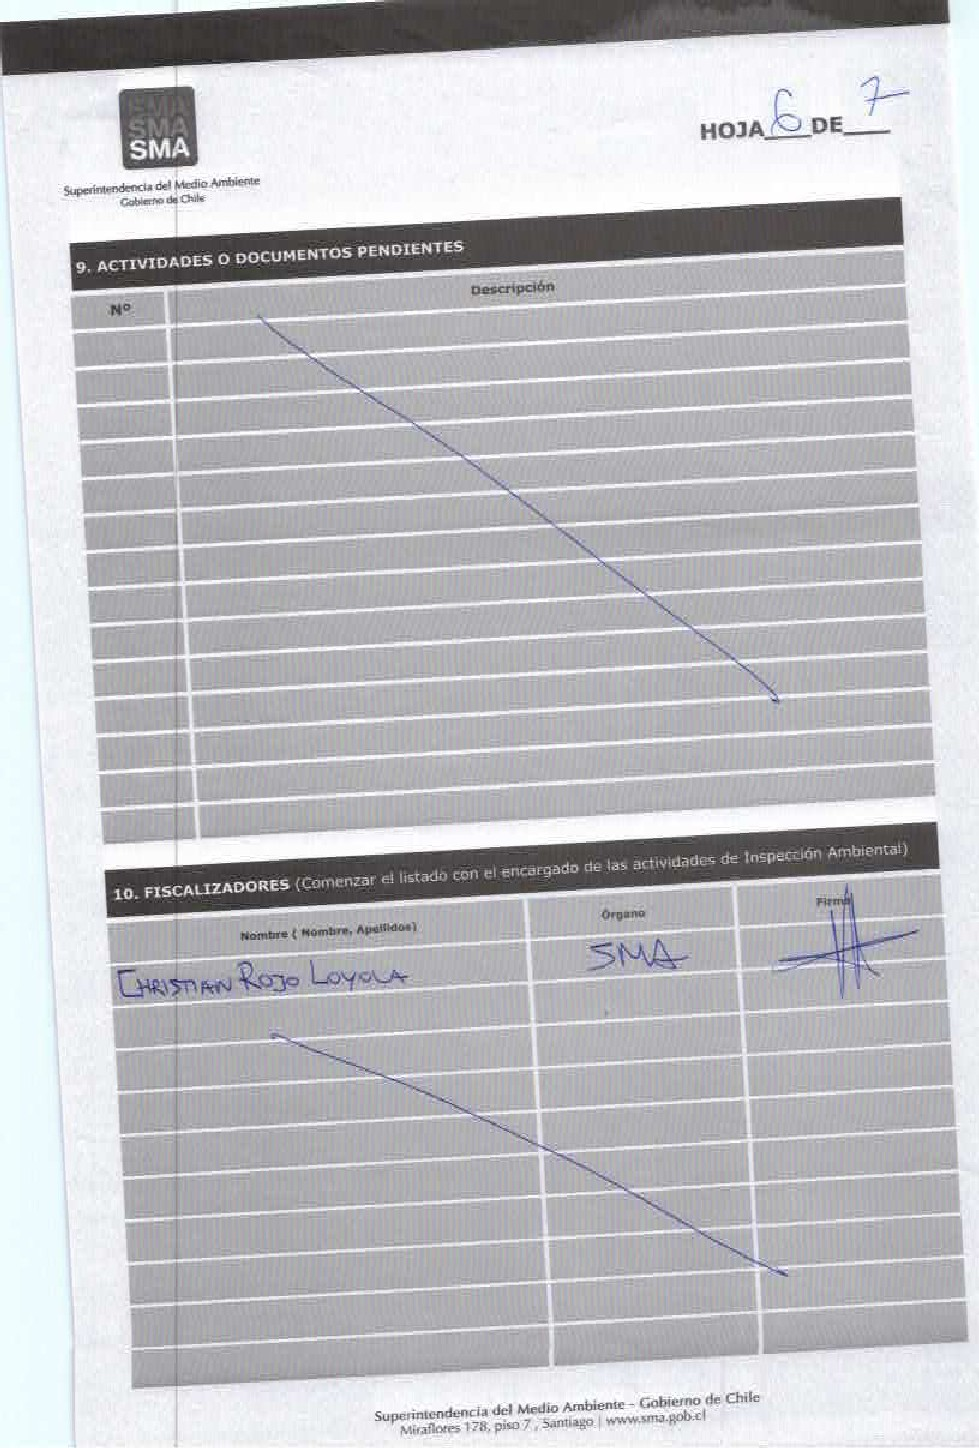 SMA
SMA
SMA
Superintendencia del Medio Ambiente
Gobierno de Chile
HOJA 6 DE 7
9. ACTIVIDADES O DOCUMENTOS PENDIENTES
Nº Descripción
10. FISCALIZADORES (Comenzar el listado con el encargado de las actividades de Inspección Ambiental)
Nombre ( Nombre, Apellidos) Órgano Firma
CHRISTIAN ROJO LOYOLA SMA
Superintendencia del Medio Ambiente – Gobierno de Chile
Miraflores 178, piso 7 , Santiago | www.sma.gob.cl